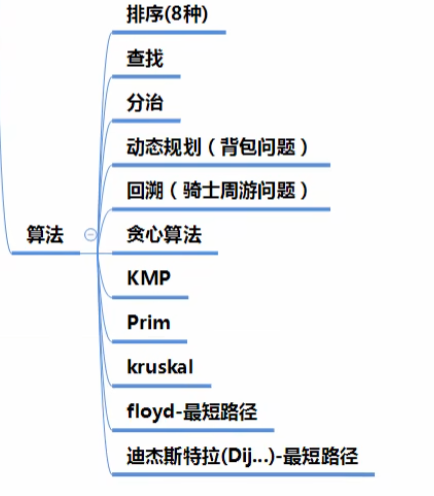 排序(8种)
查找
分治
动态规划（背包问题）
回溯（骑士周游问题）
算法
贪心算法
KMP
Prim
kruskal
floyd-最短路径
迪杰斯特拉(Dij...)-最短路径